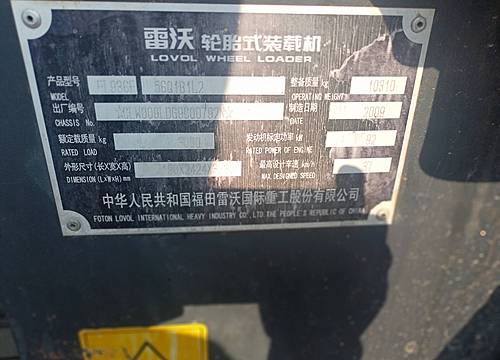 雷沃 轮胎式装载机
LOVOL WHEEL LOADER
产品型号 MODEL 整备质量 kg OPERATING WEIGHT 10310
出厂编号 CHASSIS No. 制造日期 DATE 2009
额定载质量 kg RATED LOAD 发动机标定功率 kW RATED POWER OF ENGINE 92
外形尺寸(长X宽X高) DIMENSION (L×W×H) mm 最高设计车速 km/h MAX.DESIGNED SPEED 37
中华人民共和国福田雷沃国际重工股份有限公司
FOTON LOVOL INTERNATIONAL HEAVY INDUSTRY CO.,LTD.THE PEOPLE'S REPUBLIC OF CHINA